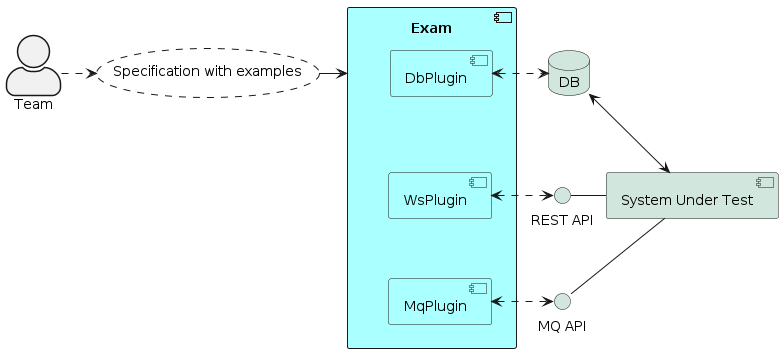 Exam
Team
Specification with examples
DbPlugin
DB
WsPlugin
REST API
System Under Test
MqPlugin
MQ API